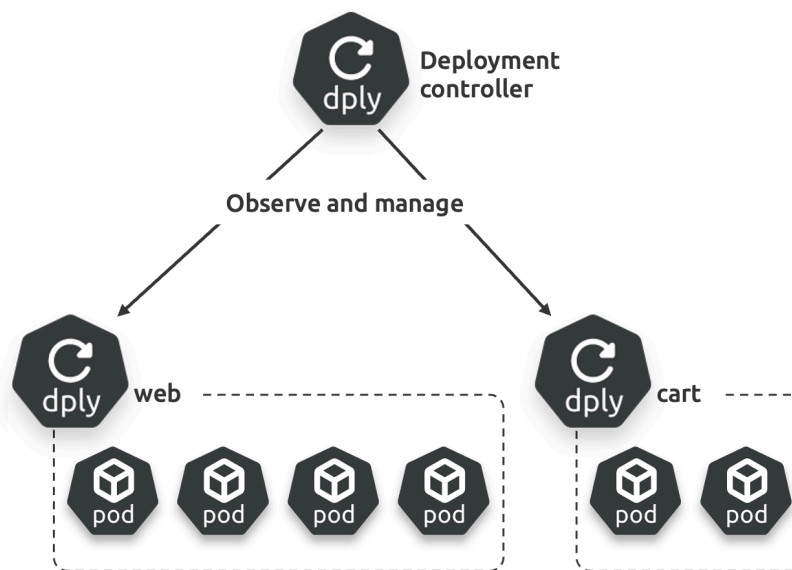 dply
Deployment
controller
Observe and manage
dply
web
dply
cart
pod
pod
pod
pod
pod
pod